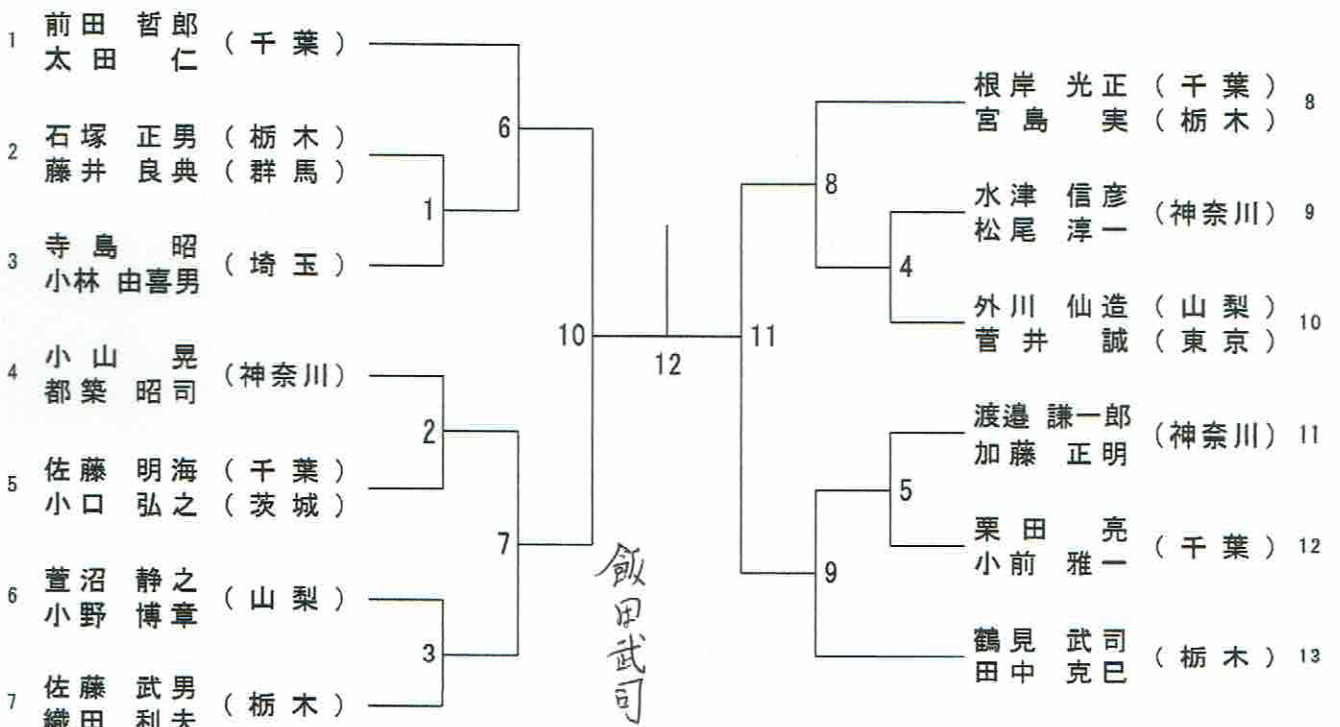 1 前田 哲郎 (千葉)
太田 仁
2 石塚 正男 (栃木)
藤井 良典 (群馬)
3 寺島 昭 (埼玉)
小林 由喜男
4 小山 晃 (神奈川)
都築 昭司
5 佐藤 明海 (千葉)
小口 弘之 (茨城)
6 萱沼 静之 (山梨)
小野 博章
7 佐藤 武男 (栃木)
織田 利夫
6
1
2
7
3
10
12
11
8
4
5
9
飯田武司
根岸 光正 (千葉) 8
宮島 実 (栃木)
水津 信彦 (神奈川) 9
松尾 淳一
外川 仙造 (山梨) 10
菅井 誠 (東京)
渡邉 謙一郎 (神奈川) 11
加藤 正明
栗田 亮 (千葉) 12
小前 雅一
鶴見 武司 (栃木) 13
田中 克巳